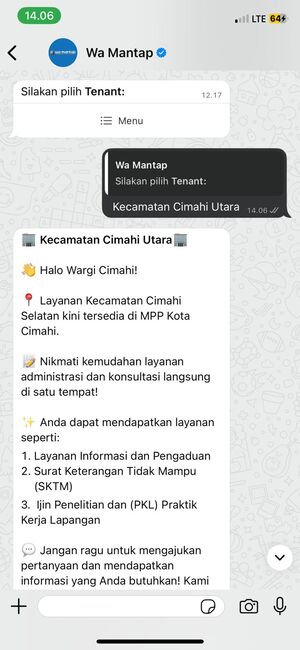 14.06
LTE 64
Wa Mantap
Silakan pilih Tenant:
12.17
Menu
Wa Mantap
Silakan pilih Tenant:
Kecamatan Cimahi Utara 14.06
🏢 Kecamatan Cimahi Utara🏢
👋 Halo Wargi Cimahi!
📍 Layanan Kecamatan Cimahi
Selatan kini tersedia di MPP Kota
Cimahi.
📝 Nikmati kemudahan layanan
administrasi dan konsultasi langsung
di satu tempat!
✨ Anda dapat mendapatkan layanan
seperti:
1. Layanan Informasi dan Pengaduan
2. Surat Keterangan Tidak Mampu
(SKTM)
3. Ijin Penelitian dan (PKL) Praktik
Kerja Lapangan
💬 Jangan ragu untuk mengajukan
pertanyaan dan mendapatkan
informasi yang Anda butuhkan! Kami